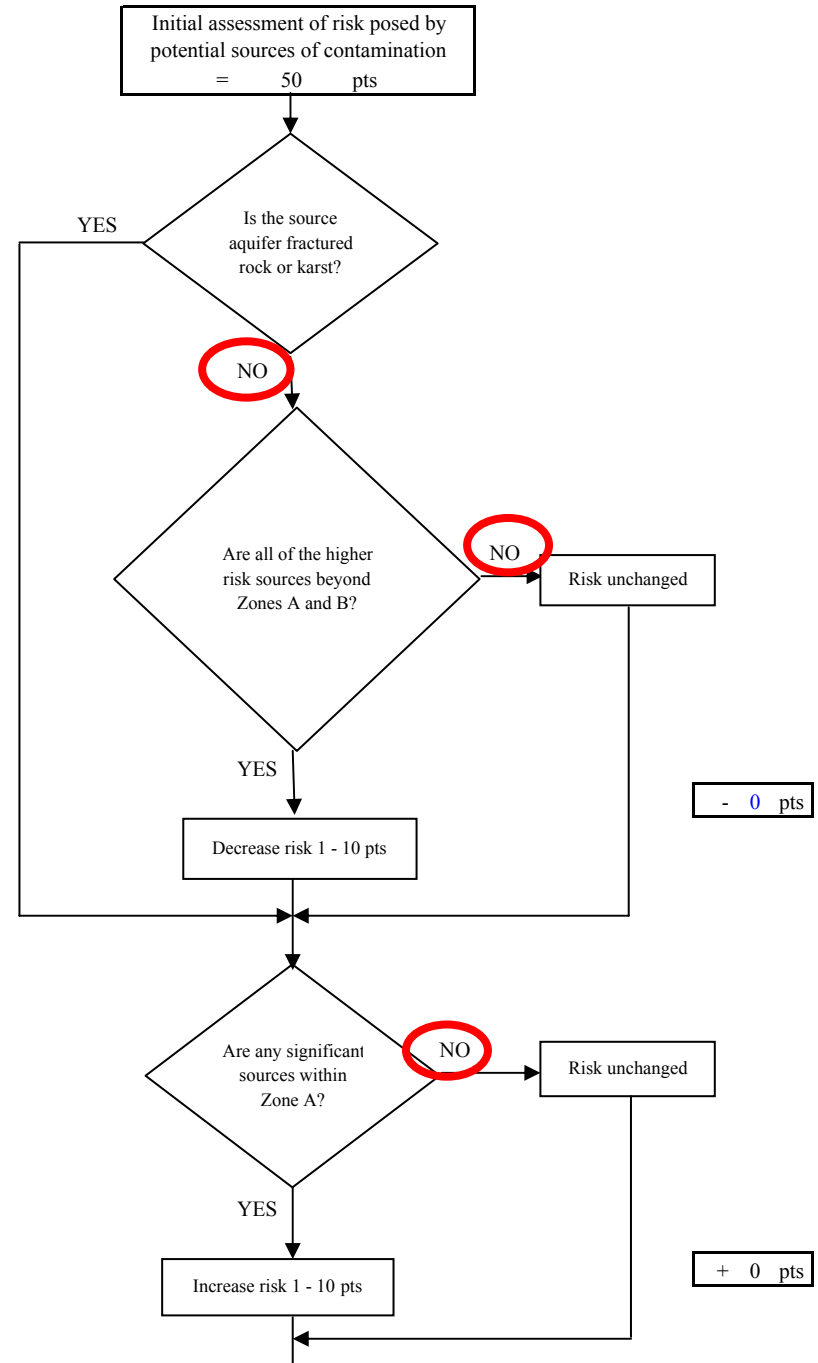 Initial assessment of risk posed by
potential sources of contamination
= 50 pts
YES
Is the source
aquifer fractured
rock or karst?
NO
Are all of the higher
risk sources beyond
Zones A and B?
NO
Risk unchanged
YES
- 0 pts
Decrease risk 1 - 10 pts
Are any significant
sources within
Zone A?
NO
Risk unchanged
YES
+ 0 pts
Increase risk 1 - 10 pts